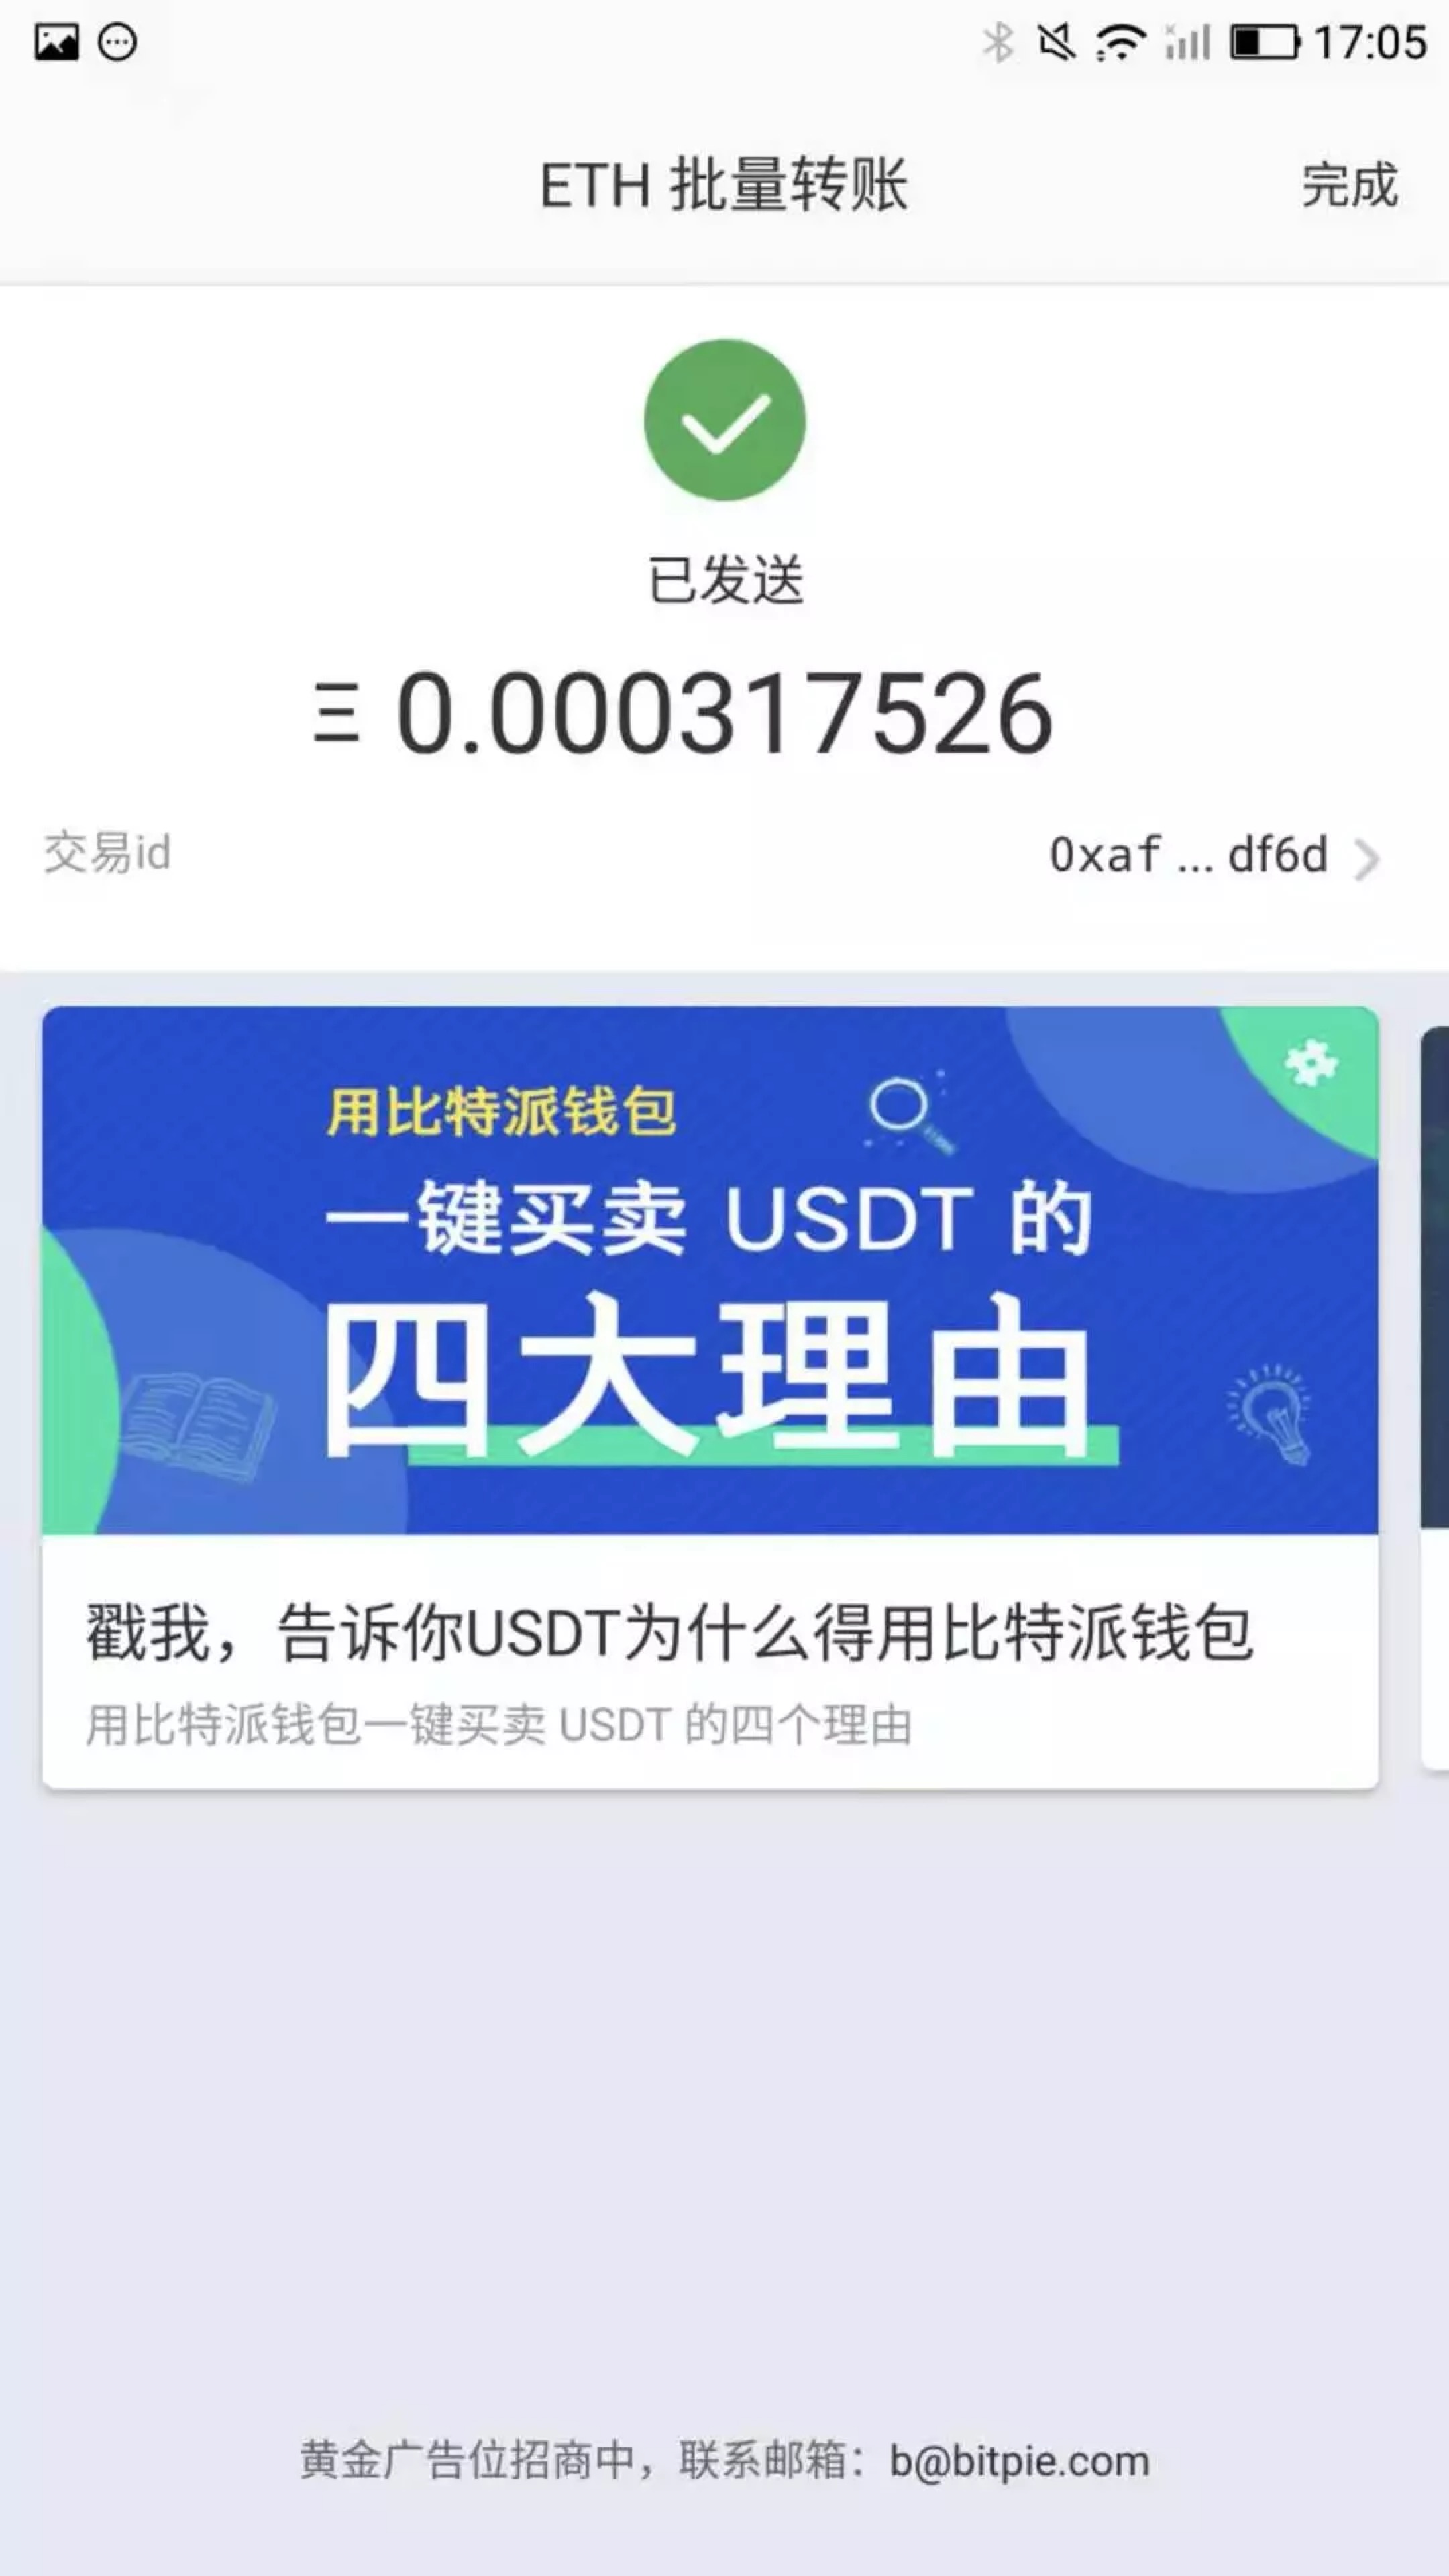 17:05
ETH 批量转账
完成
已发送
Ξ 0.000317526
交易id
0xaf ... df6d
用比特派钱包
一键买卖 USDT 的
四大理由
戳我，告诉你USDT为什么得用比特派钱包
用比特派钱包一键买卖 USDT 的四个理由
黄金广告位招商中，联系邮箱：b@bitpie.com